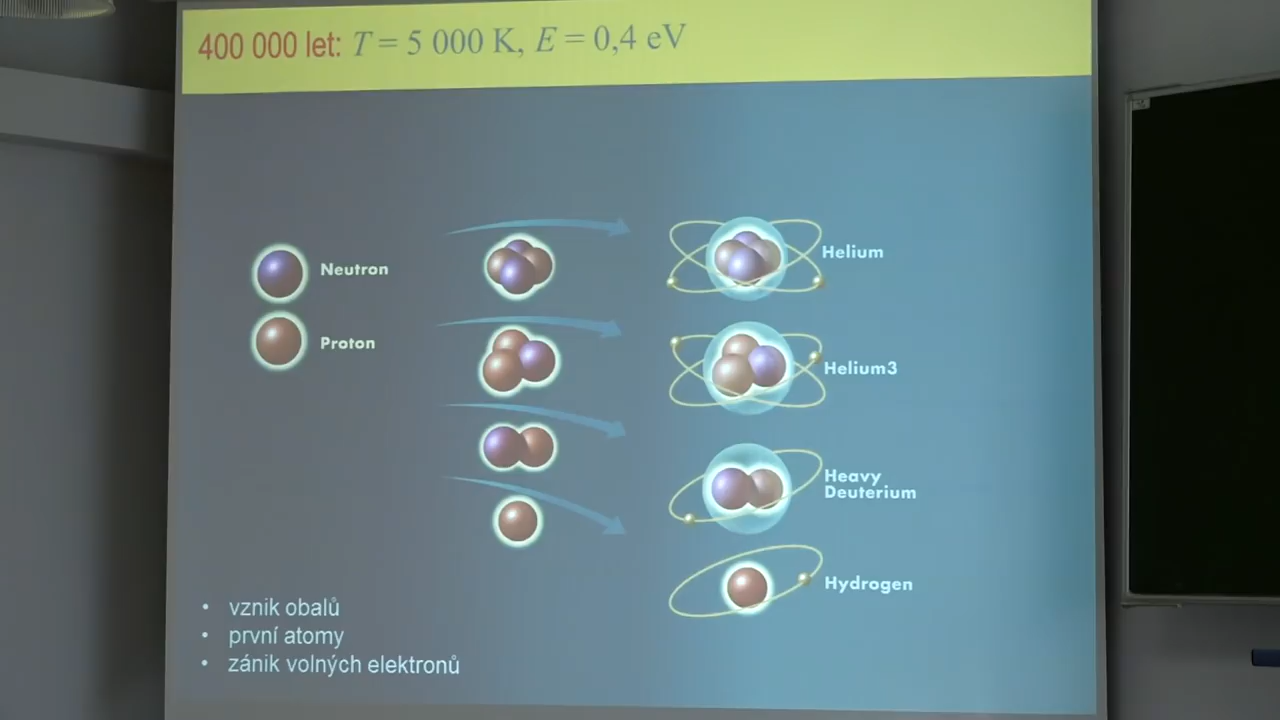 400 000 let: T = 5 000 K, E = 0,4 eV
Neutron
Proton
Helium
Helium3
Heavy
Deuterium
Hydrogen
• vznik obalů
• první atomy
• zánik volných elektronů